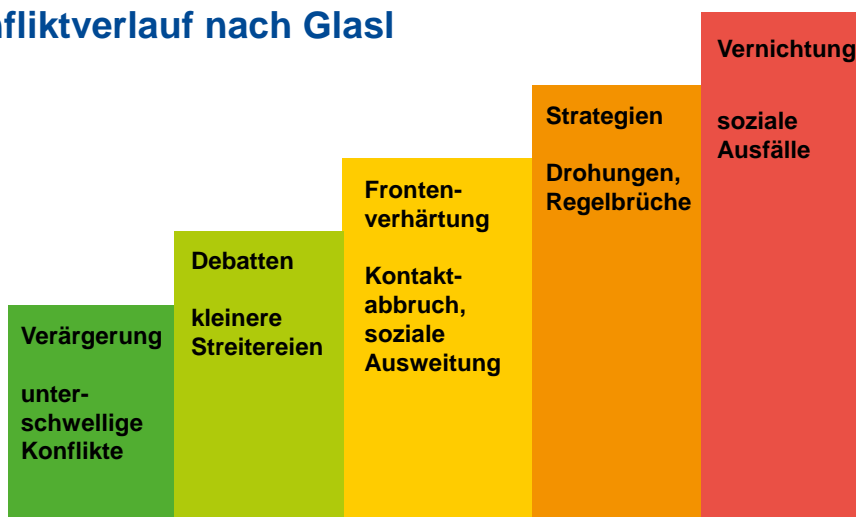 nfliktverlauf nach Glasl
Verärgerung
unter-
schwellige
Konflikte
Debatten
kleinere
Streitereien
Fronten-
verhärtung
Kontakt-
abbruch,
soziale
Ausweitung
Strategien
Drohungen,
Regelbrüche
Vernichtung
soziale
Ausfälle